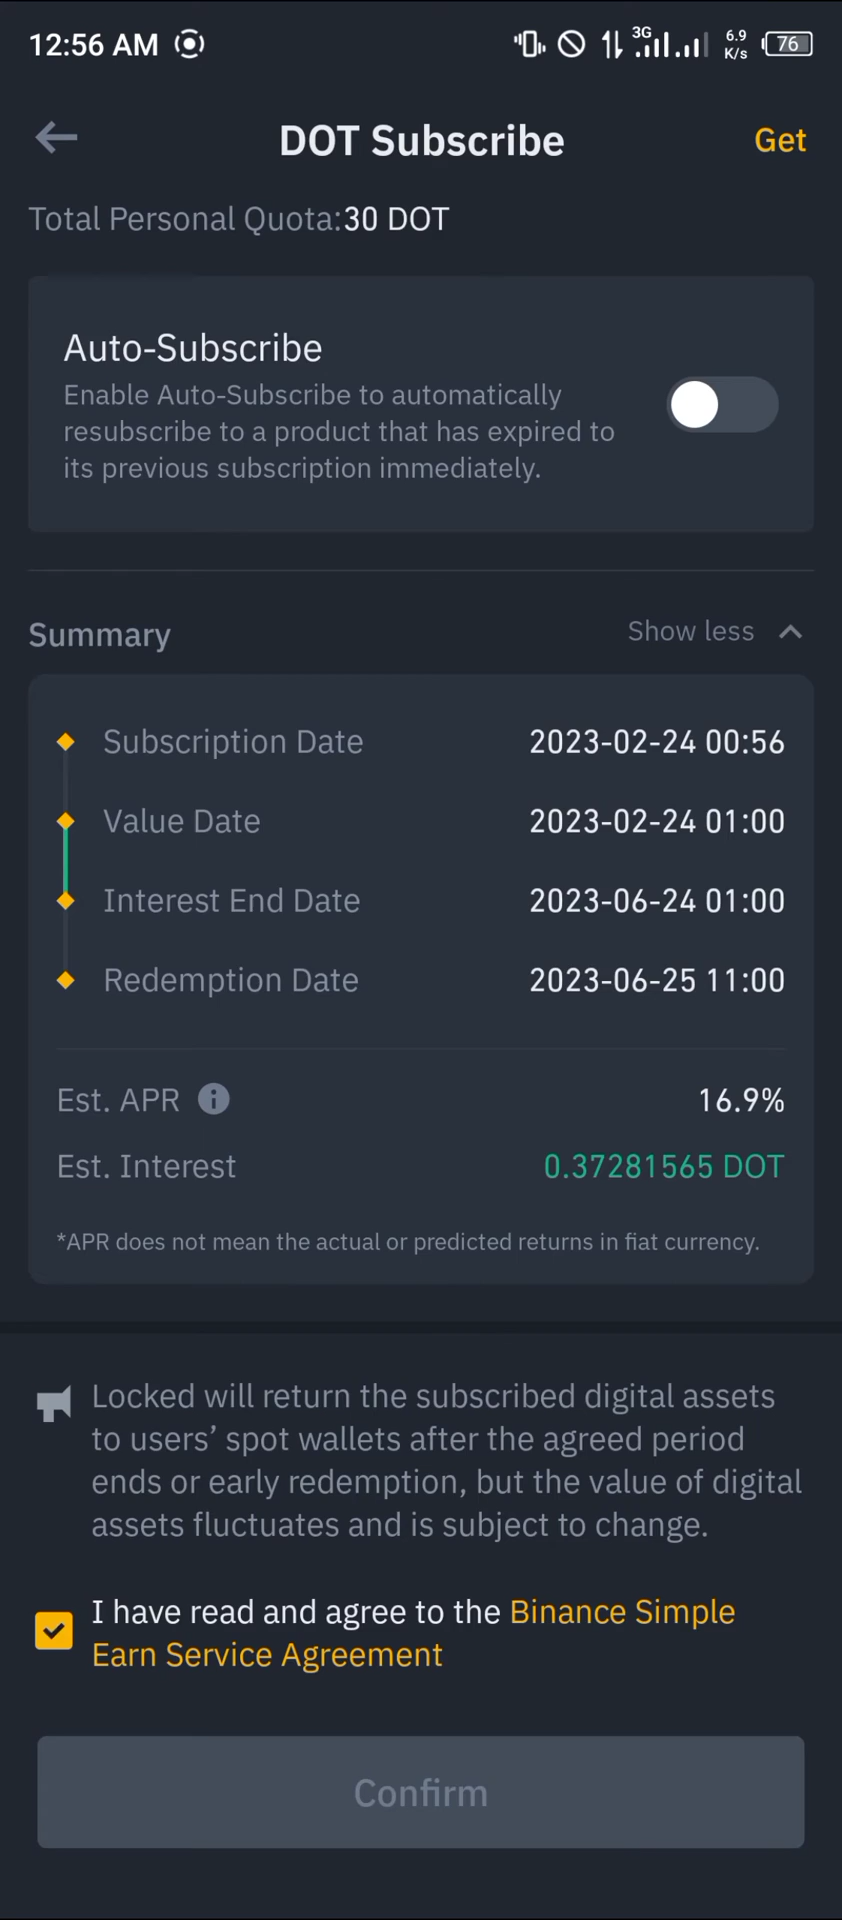 12:56 AM 3G 6.9 K/s 76
DOT Subscribe Get
Total Personal Quota:30 DOT
Auto-Subscribe
Enable Auto-Subscribe to automatically
resubscribe to a product that has expired to
its previous subscription immediately.
Summary Show less
Subscription Date 2023-02-24 00:56
Value Date 2023-02-24 01:00
Interest End Date 2023-06-24 01:00
Redemption Date 2023-06-25 11:00
Est. APR 16.9%
Est. Interest 0.37281565 DOT
*APR does not mean the actual or predicted returns in fiat currency.
Locked will return the subscribed digital assets
to users’ spot wallets after the agreed period
ends or early redemption, but the value of digital
assets fluctuates and is subject to change.
I have read and agree to the Binance Simple
Earn Service Agreement
Confirm